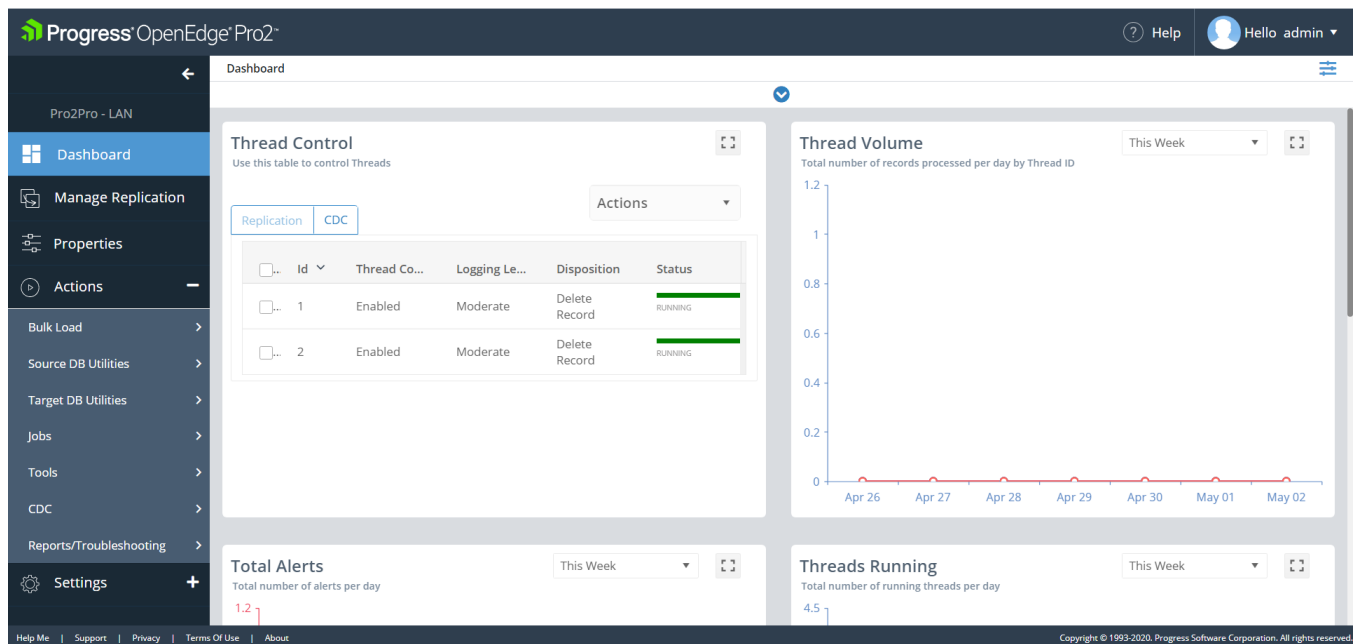 Progress® OpenEdge® Pro2™
Help
Hello admin
Pro2Pro - LAN
Dashboard
Manage Replication
Properties
Actions
Bulk Load
Source DB Utilities
Target DB Utilities
Jobs
Tools
CDC
Reports/Troubleshooting
Settings
Dashboard
Thread Control
Use this table to control Threads
Actions
Replication CDC
... Id Thread Co... Logging Le... Disposition Status
... 1 Enabled Moderate Delete Record RUNNING
... 2 Enabled Moderate Delete Record RUNNING
Thread Volume
Total number of records processed per day by Thread ID
This Week
1.2
1
0.8
0.6
0.4
0.2
0
Apr 26 Apr 27 Apr 28 Apr 29 Apr 30 May 01 May 02
Total Alerts
Total number of alerts per day
This Week
1.2
Threads Running
Total number of running threads per day
This Week
4.5
Help Me | Support | Privacy | Terms Of Use | About
Copyright © 1993-2020. Progress Software Corporation. All rights reserved.